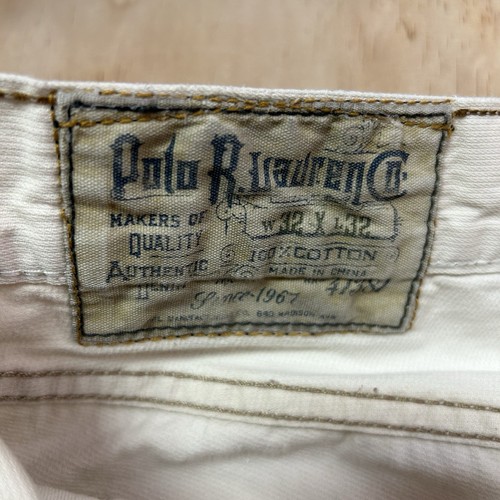 Polo R. Lauren Co.
MAKERS OF
QUALITY
AUTHENTIC
W32 X L32
100% COTTON
MADE IN CHINA
Since 1967